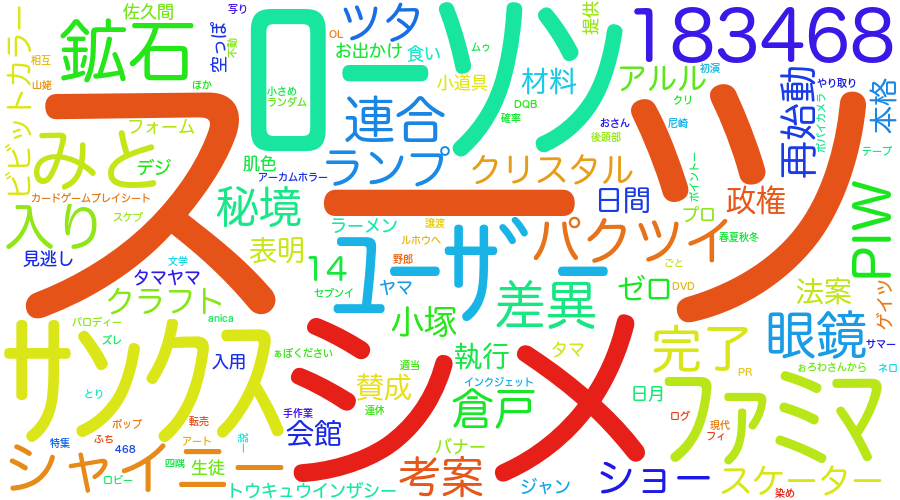 佐久間
写り
ローソン
ツタ
OL
お出かけ
食い
ムゥ
提供
183468
ビビットカラー
相互
山姥
鉱石
空っぽ
不動
ほか
小さめ
ランダム
連合
小道具
DQB
確率
材料
アルル
初演
クリ
やり取り
ポパイカメラ
再始動
本格
テープ
スーツ
みと
フォーム
デジ
肌色
アーカムホラー
ランプ
クリスタル
おさん
後頭部
尼崎
ポイントー
日間
政権
プロ
春夏秋冬
PIW
カードゲームプレイシート
スケブ
入り
見逃し
文学
タマヤマ
秘境
表明
ラーメン
譲渡
ルホウヘ
野郎
14
セブンイ
ヤマ
ユーザー
パクツイ
差異
ごと
ゼロ
DVD
法案
ゲイツ
クラフト
anica
パロディー
ズレ
小塚
執行
完了
眼鏡
サマー
ネロ
サンクス
とり
入用
ぁぼください
適当
シメ
賛成
連休
インクジェット
タマ
PR
ぉろわさんから
日月
ファミマ
倉戸
手作業
会館
ポップ
転売
ふち
特集
468
アート
シャイニー
四隅
生徒
ロビー
バナー
考案
トウキュウインザシー
ジャン
ショー
ログ
現代
フィ
スケーター
染め